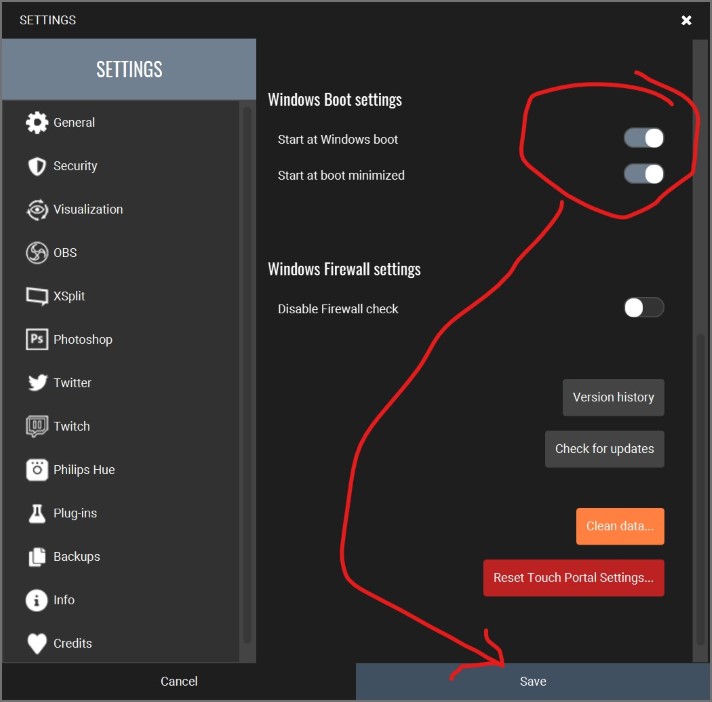 SETTINGS
SETTINGS
General
Security
Visualization
OBS
XSplit
Ps Photoshop
Twitter
Twitch
Philips Hue
Plug-ins
Backups
Info
Credits
Windows Boot settings
Start at Windows boot
Start at boot minimized
Windows Firewall settings
Disable Firewall check
Version history
Check for updates
Clean data...
Reset Touch Portal Settings...
Cancel
Save